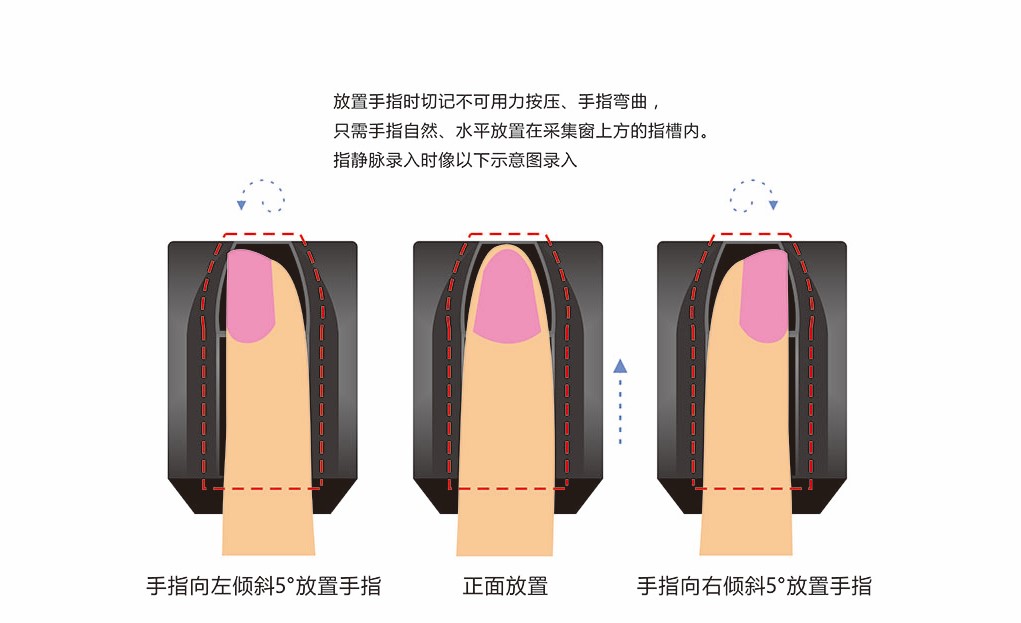 放置手指时切记不可用力按压、手指弯曲，
只需手指自然、水平放置在采集窗上方的指槽内。
指静脉录入时像以下示意图录入
手指向左倾斜5°放置手指
正面放置
手指向右倾斜5°放置手指